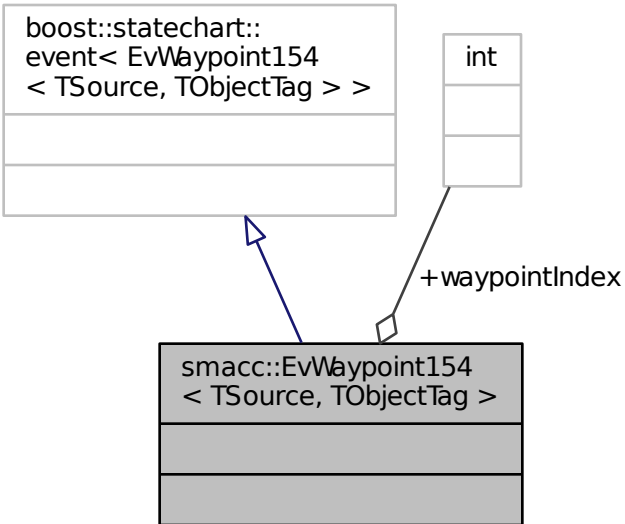 boost::statechart::
event< EvWaypoint154
< TSource, TObjectTag > >
int
+waypointIndex
smacc::EvWaypoint154
< TSource, TObjectTag >